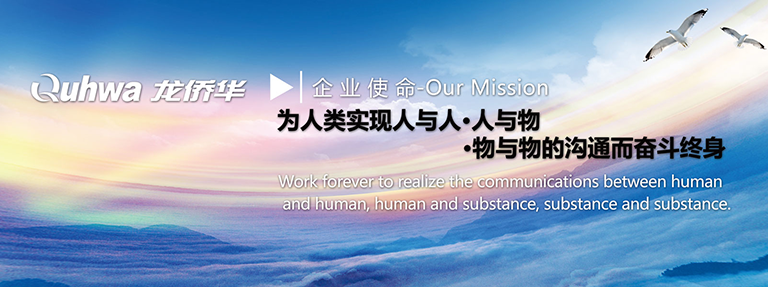 Quhwa 龙侨华
企业使命-Our Mission
为人类实现人与人·人与物
·物与物的沟通而奋斗终身
Work forever to realize the communications between human
and human, human and substance, substance and substance.